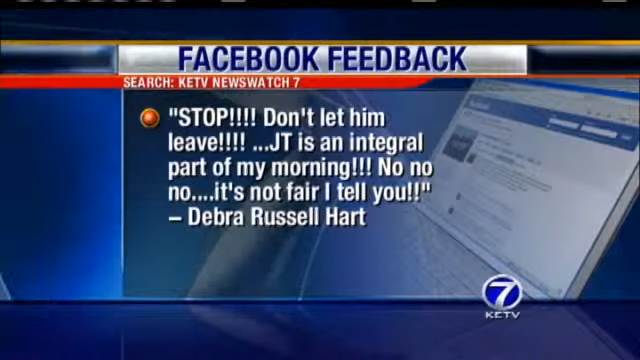 FACEBOOK FEEDBACK
SEARCH: KETV NEWSWATCH 7
"STOP!!!! Don't let him
leave!!!! ...JT is an integral
part of my morning!!! No no
no....it's not fair I tell you!!"
– Debra Russell Hart
7
KETV